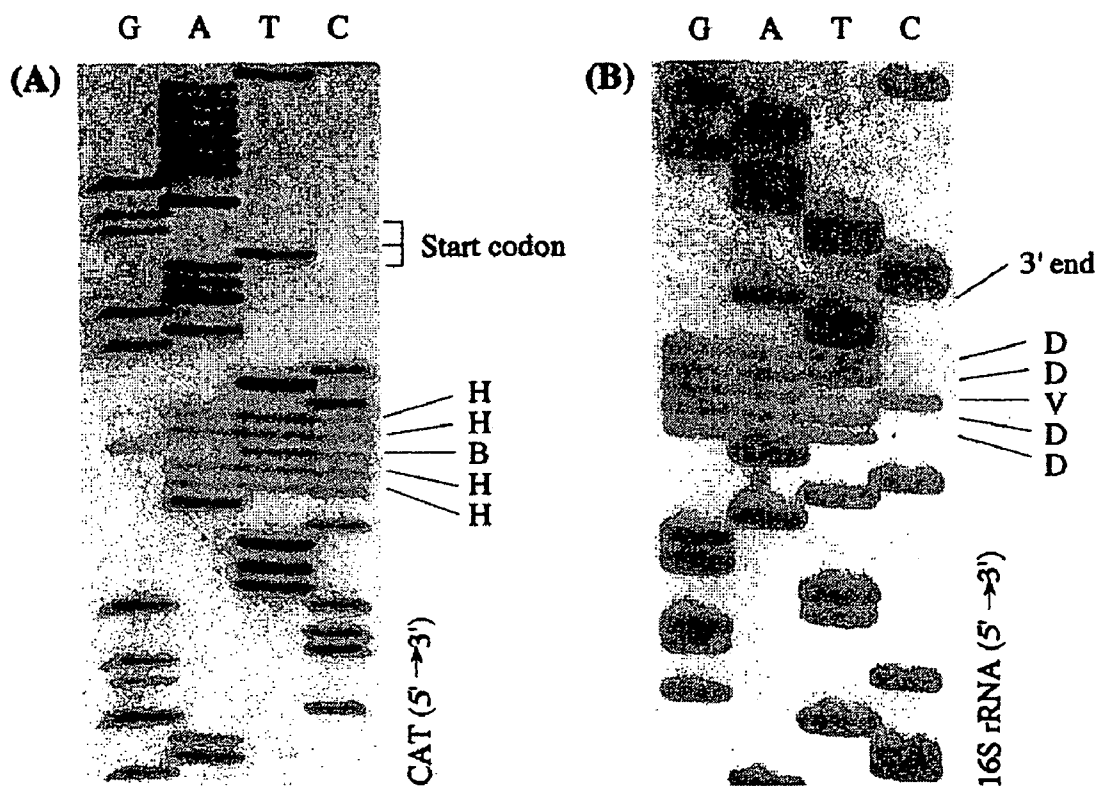 G A T C
(A)
Start codon
H
H
B
H
H
CAT (5' →3')
G A T C
(B)
3' end
D
D
V
D
D
16S rRNA (5' →3')